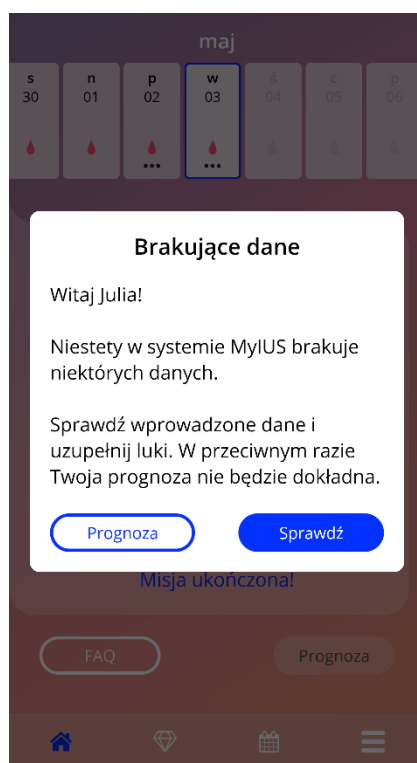 maj
s n p w ś c p
30 01 02 03 04 05 06
Brakujące dane
Witaj Julia!
Niestety w systemie MyIUS brakuje
niektórych danych.
Sprawdź wprowadzone dane i
uzupełnij luki. W przeciwnym razie
Twoja prognoza nie będzie dokładna.
Prognoza Sprawdź
Misja ukończona!
FAQ Prognoza